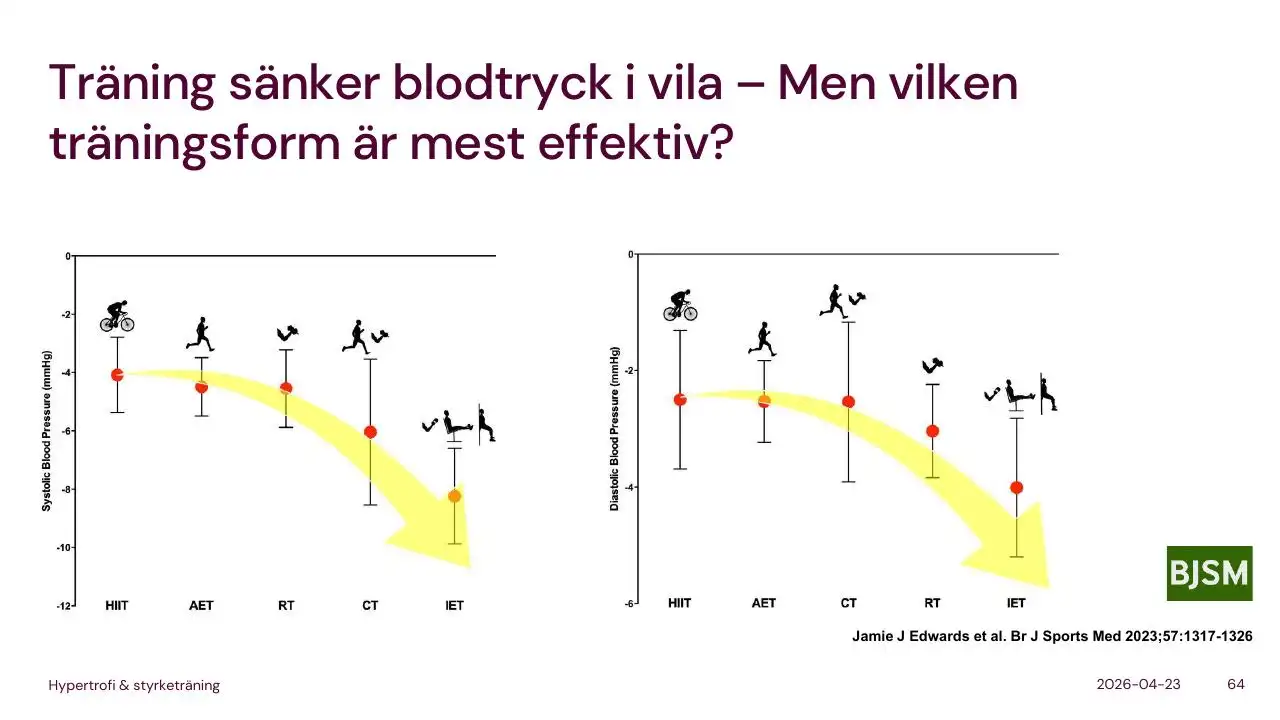 Träning sänker blodtryck i vila – Men vilken
träningsform är mest effektiv?
Systolic Blood Pressure (mmHg)
0
-2
-4
-6
-8
-10
-12
HIIT AET RT CT IET
Diastolic Blood Pressure (mmHg)
0
-2
-4
-6
HIIT AET CT RT IET
BJSM
Jamie J Edwards et al. Br J Sports Med 2023;57:1317-1326
Hypertrofi & styrketräning
2026-04-23 64